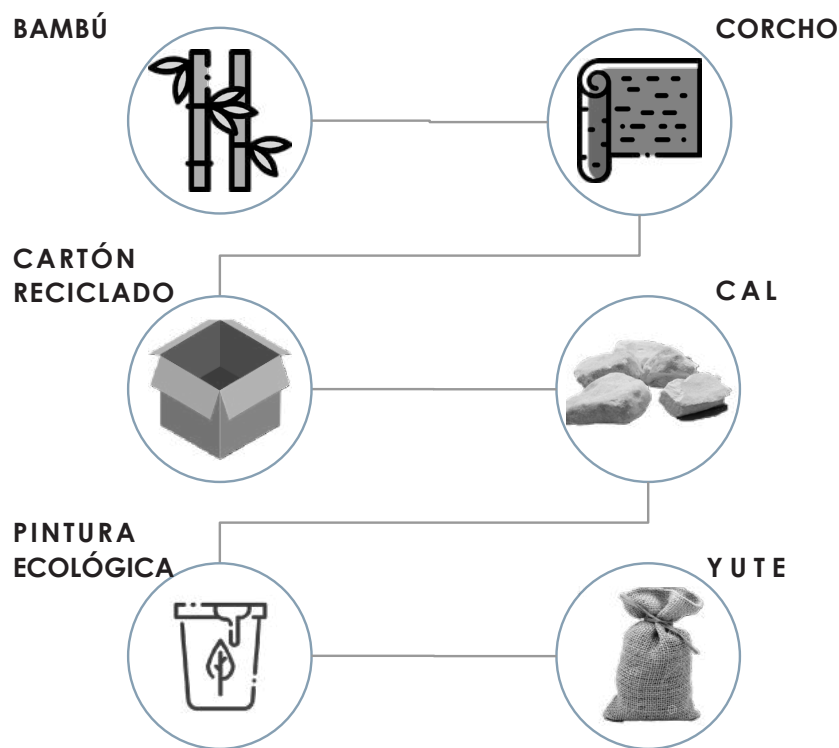 BAMBÚ
CORCHO
CARTÓN
RECICLADO
CAL
PINTURA
ECOLÓGICA
YUTE